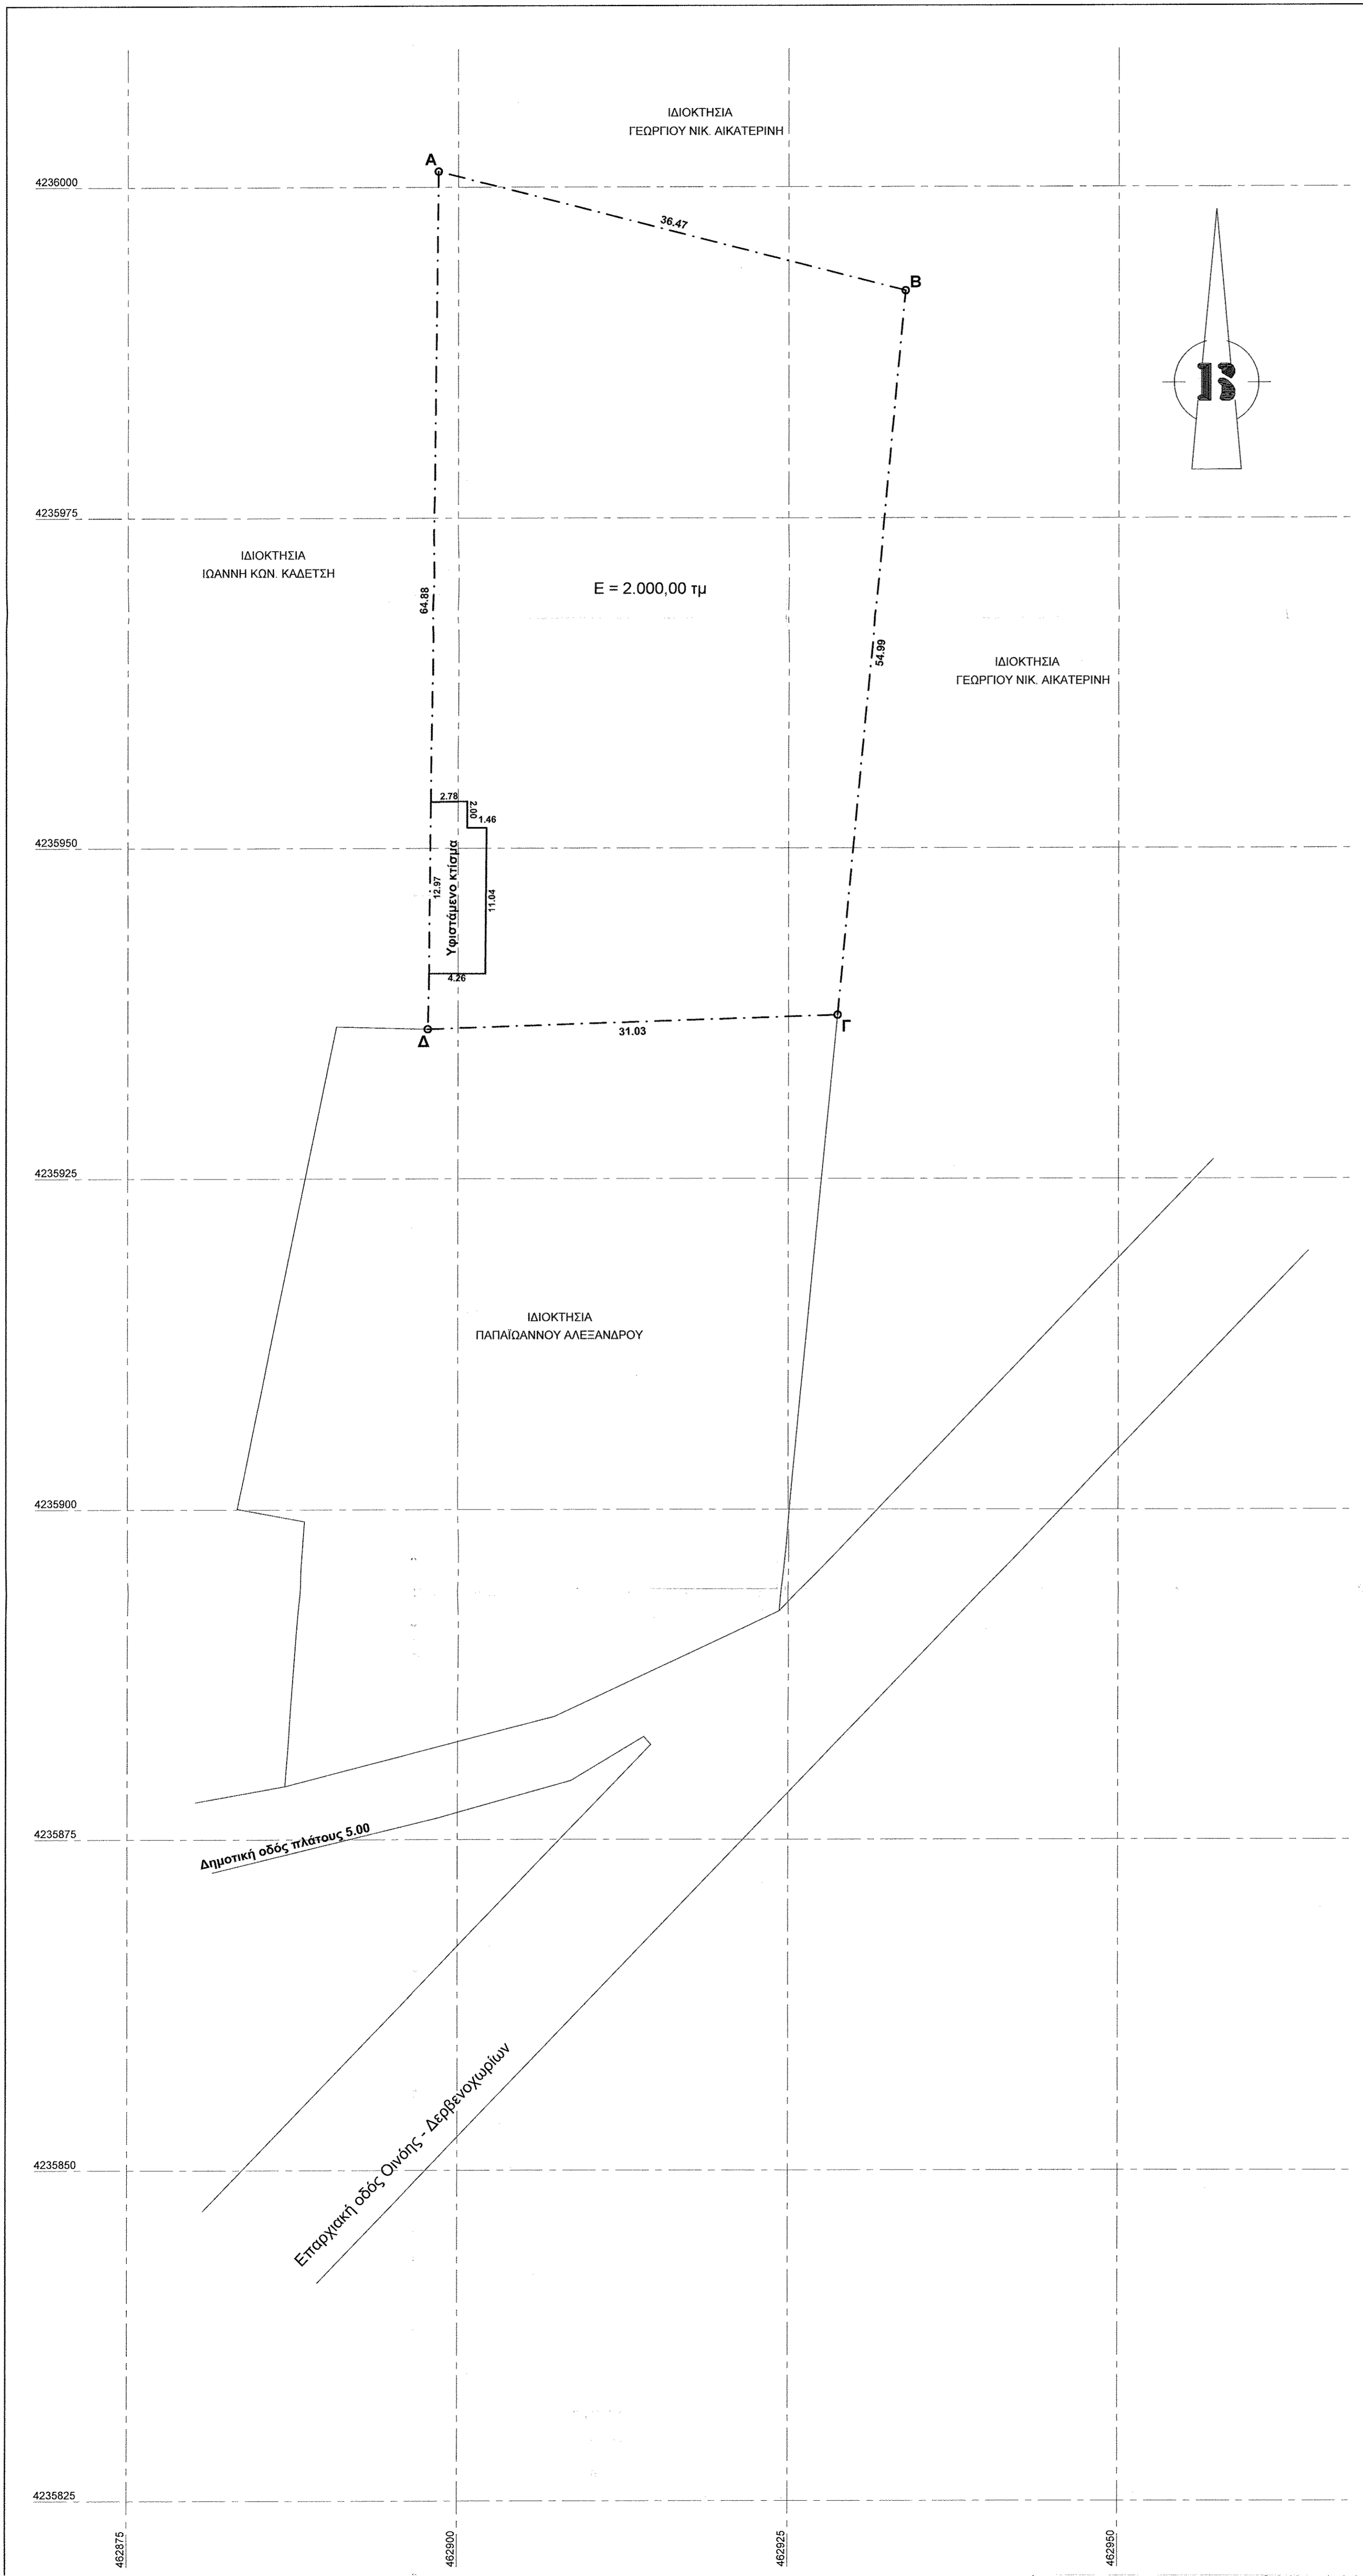 ΙΔΙΟΚΤΗΣΙΑ
ΓΕΩΡΓΙΟΥ ΝΙΚ. ΑΙΚΑΤΕΡΙΝΗ
Α
4236000
36.47
Β
Β
4235975
ΙΔΙΟΚΤΗΣΙΑ
ΙΩΑΝΝΗ ΚΩΝ. ΚΑΔΕΤΣΗ
64.88
Ε = 2.000,00 τμ
54.99
ΙΔΙΟΚΤΗΣΙΑ
ΓΕΩΡΓΙΟΥ ΝΙΚ. ΑΙΚΑΤΕΡΙΝΗ
2.78
2.00
1.46
4235950
12.97
Υφιστάμενο κτίσμα
11.04
4.26
Δ
31.03
Γ
4235925
ΙΔΙΟΚΤΗΣΙΑ
ΠΑΠΑΪΩΑΝΝΟΥ ΑΛΕΞΑΝΔΡΟΥ
4235900
4235875
Δημοτική οδός πλάτους 5.00
4235850
Επαρχιακή οδός Οινόης - Δερβενοχωρίων
4235825
462875
462900
462925
462950